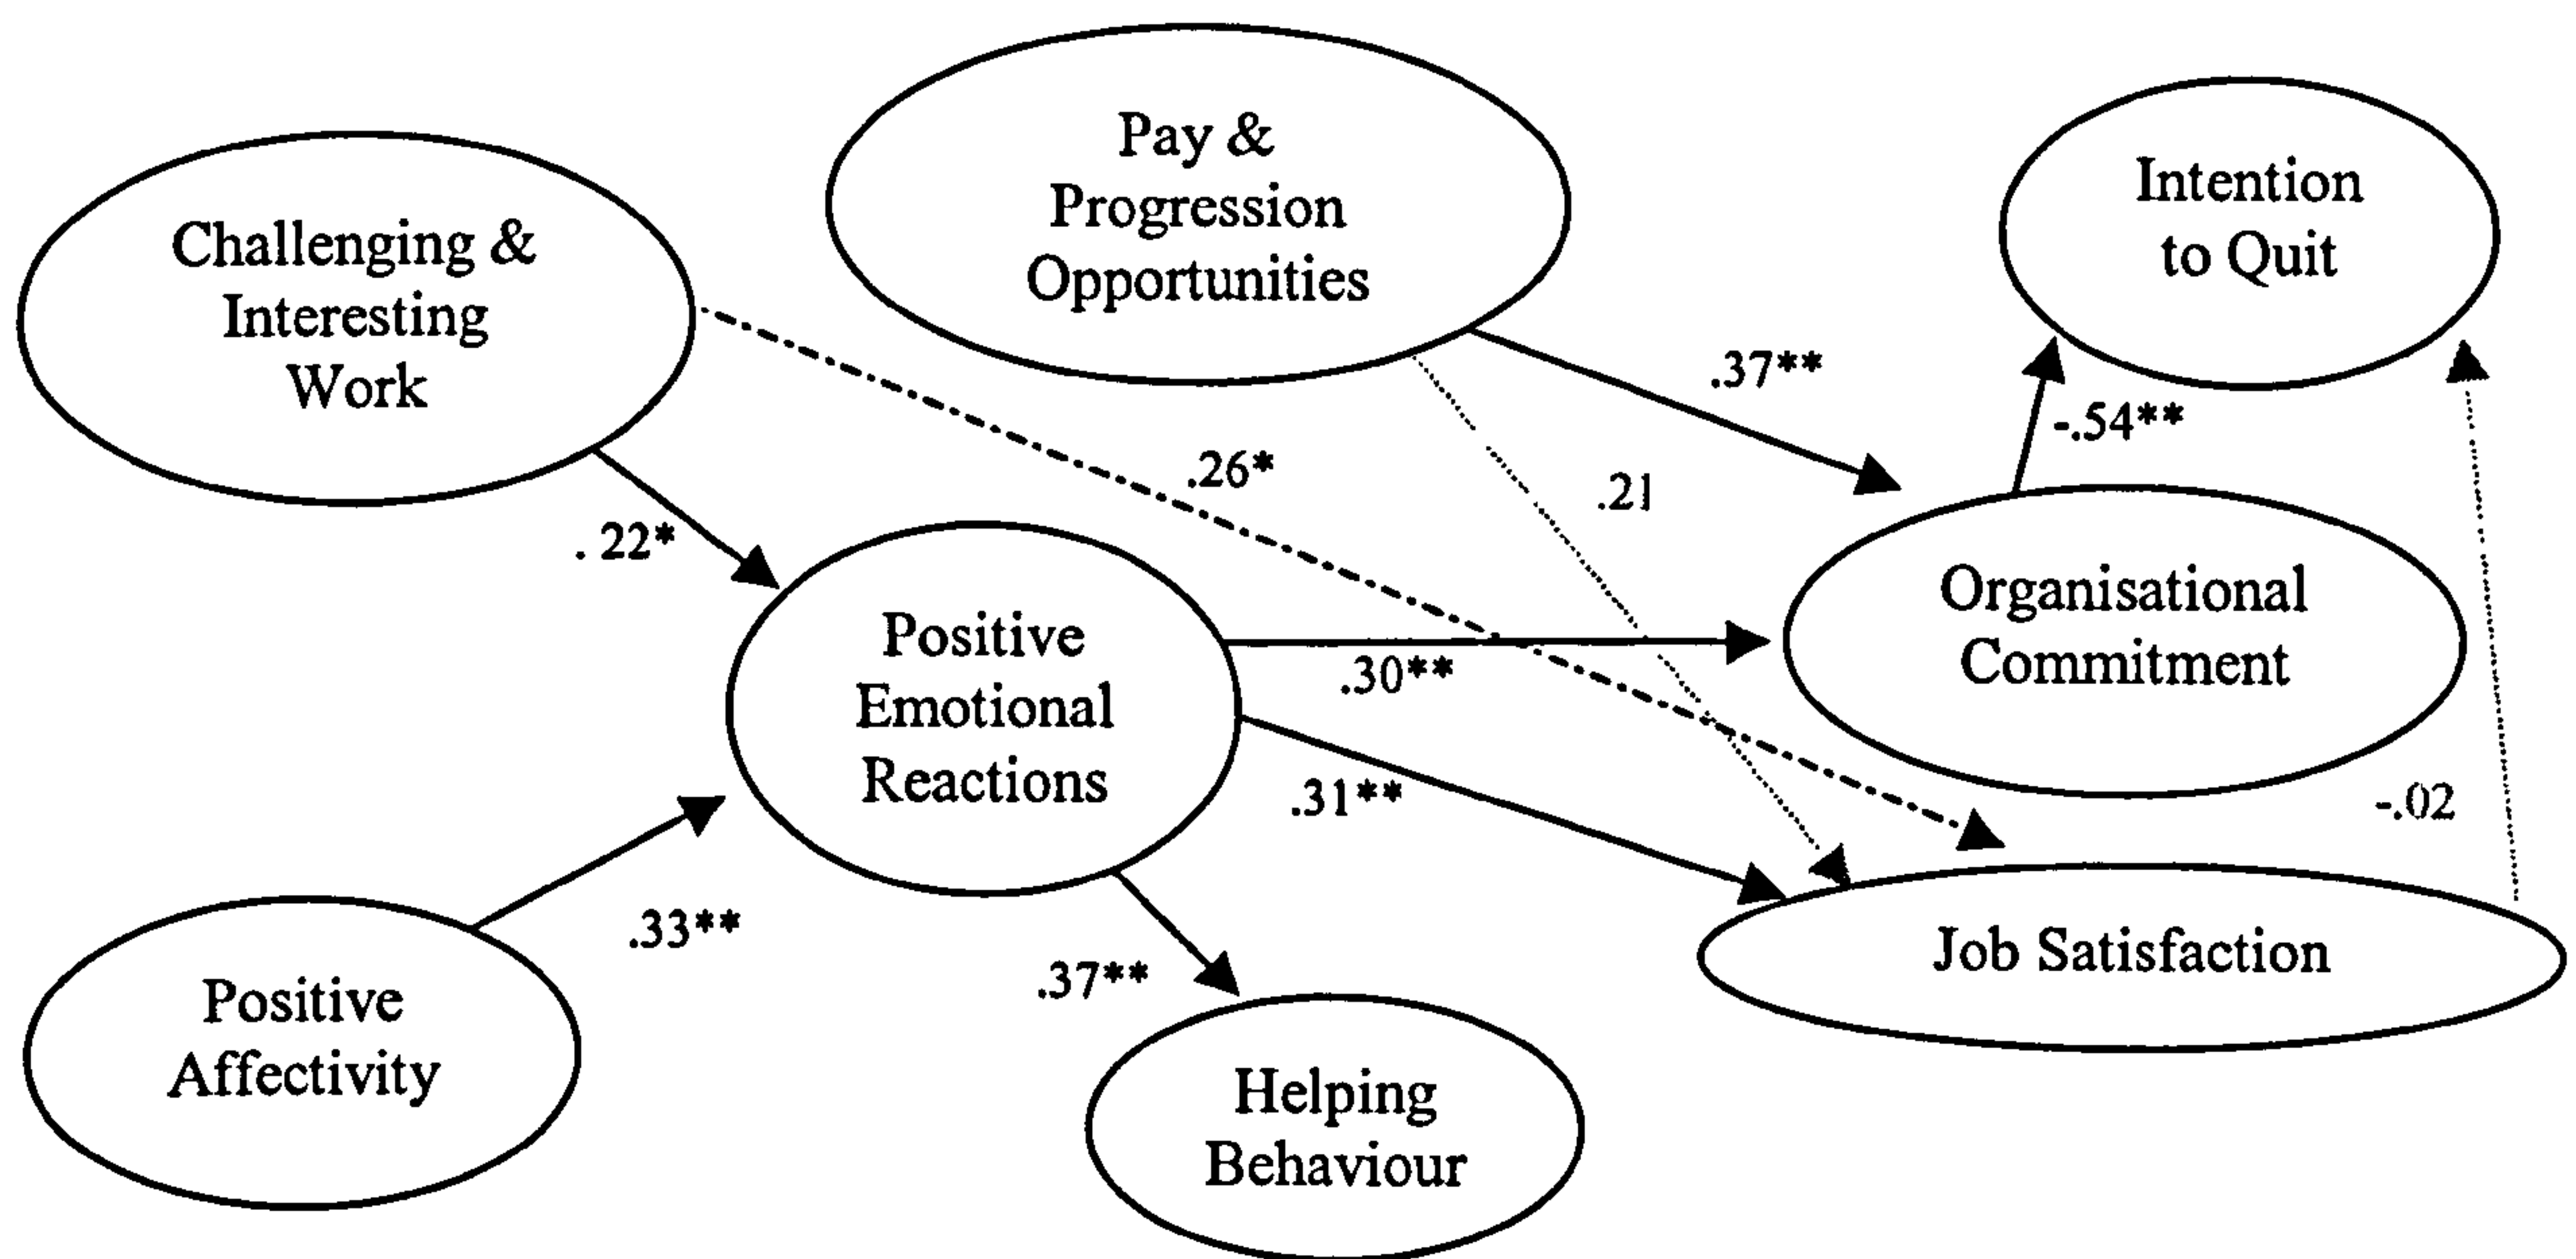 Pay &
Progression
Opportunities
Intention
to Quit
Challenging &
Interesting
Work
.37**
-.54**
.26*
.21
. 22*
Organisational
Commitment
Positive
Emotional
Reactions
.30**
.31**
-.02
.33**
.37**
Job Satisfaction
Positive
Affectivity
Helping
Behaviour